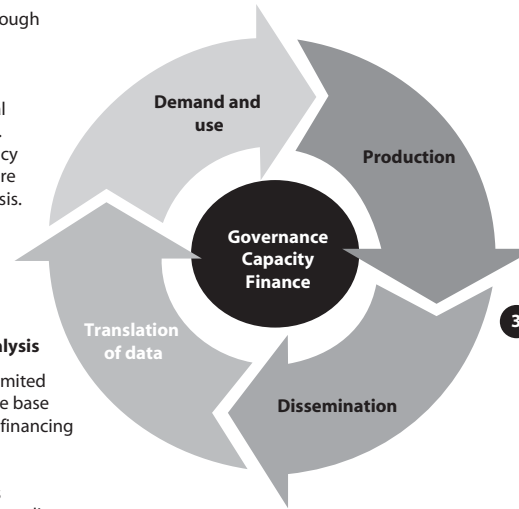 Demand and
use
Production
Governance
Capacity
Finance
Translation
of data
Dissemination
3
cy
re
sis.
alysis
mited
e base
financing